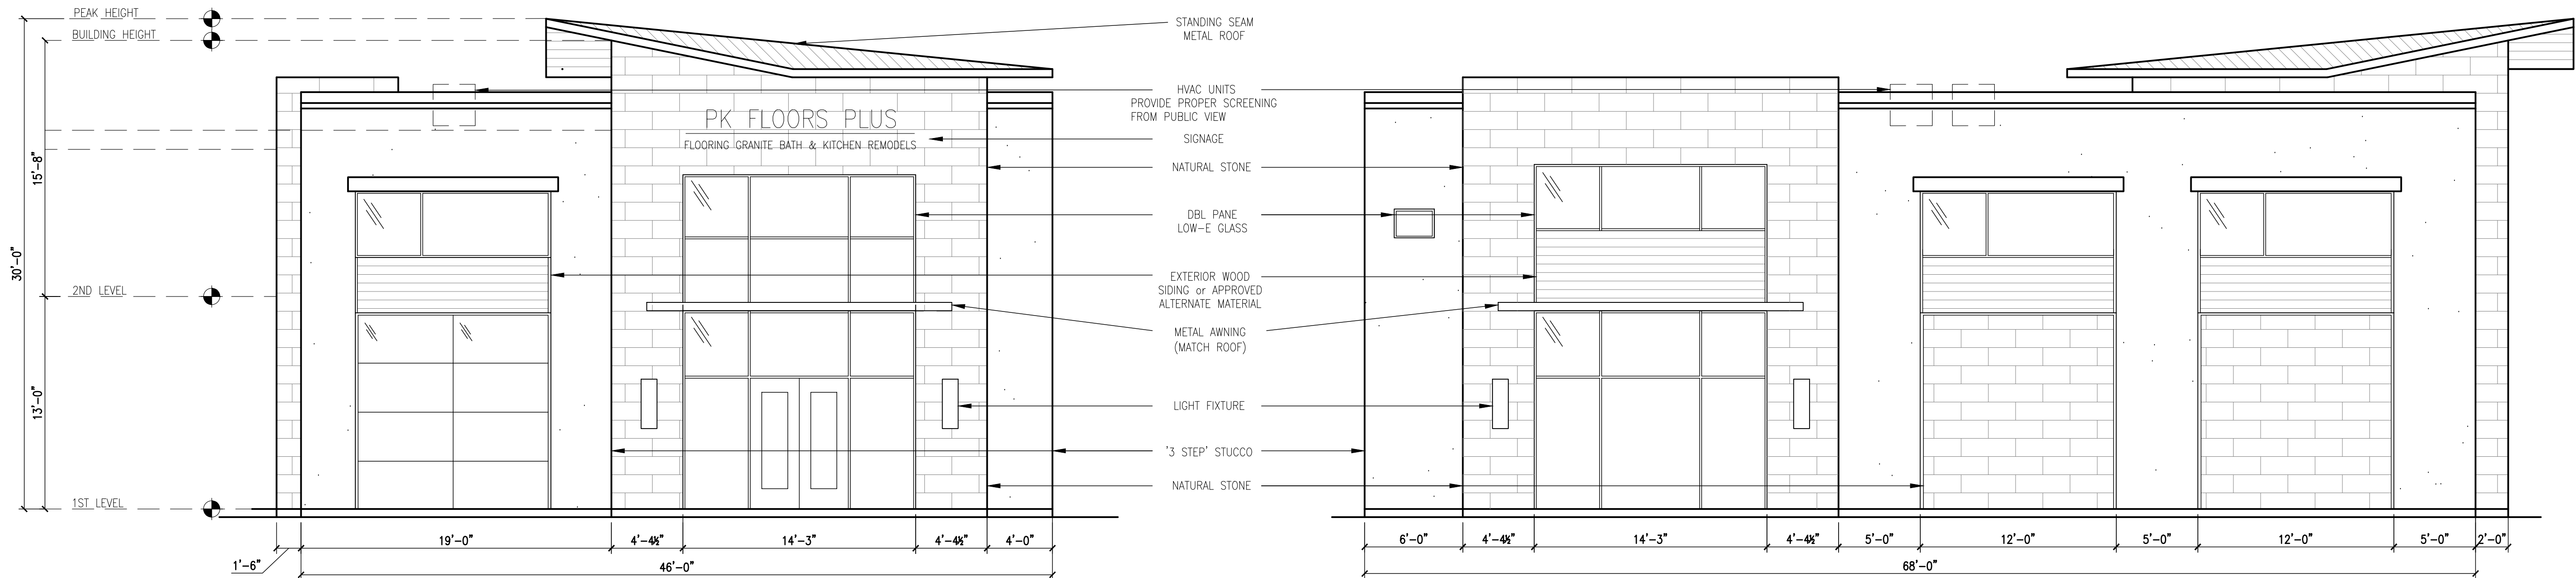 PEAK HEIGHT
BUILDING HEIGHT
2ND LEVEL
1ST LEVEL
30'-0"
15'-8"
13'-0"
PK FLOORS PLUS
FLOORING GRANITE BATH & KITCHEN REMODELS
1'-6"
19'-0"
4'-4½"
14'-3"
4'-4½"
4'-0"
46'-0"
STANDING SEAM
METAL ROOF
HVAC UNITS
PROVIDE PROPER SCREENING
FROM PUBLIC VIEW
SIGNAGE
NATURAL STONE
DBL PANE
LOW-E GLASS
EXTERIOR WOOD
SIDING or APPROVED
ALTERNATE MATERIAL
METAL AWNING
(MATCH ROOF)
LIGHT FIXTURE
'3 STEP' STUCCO
NATURAL STONE
6'-0"
4'-4½"
14'-3"
4'-4½"
5'-0"
12'-0"
5'-0"
12'-0"
5'-0"
2'-0"
68'-0"